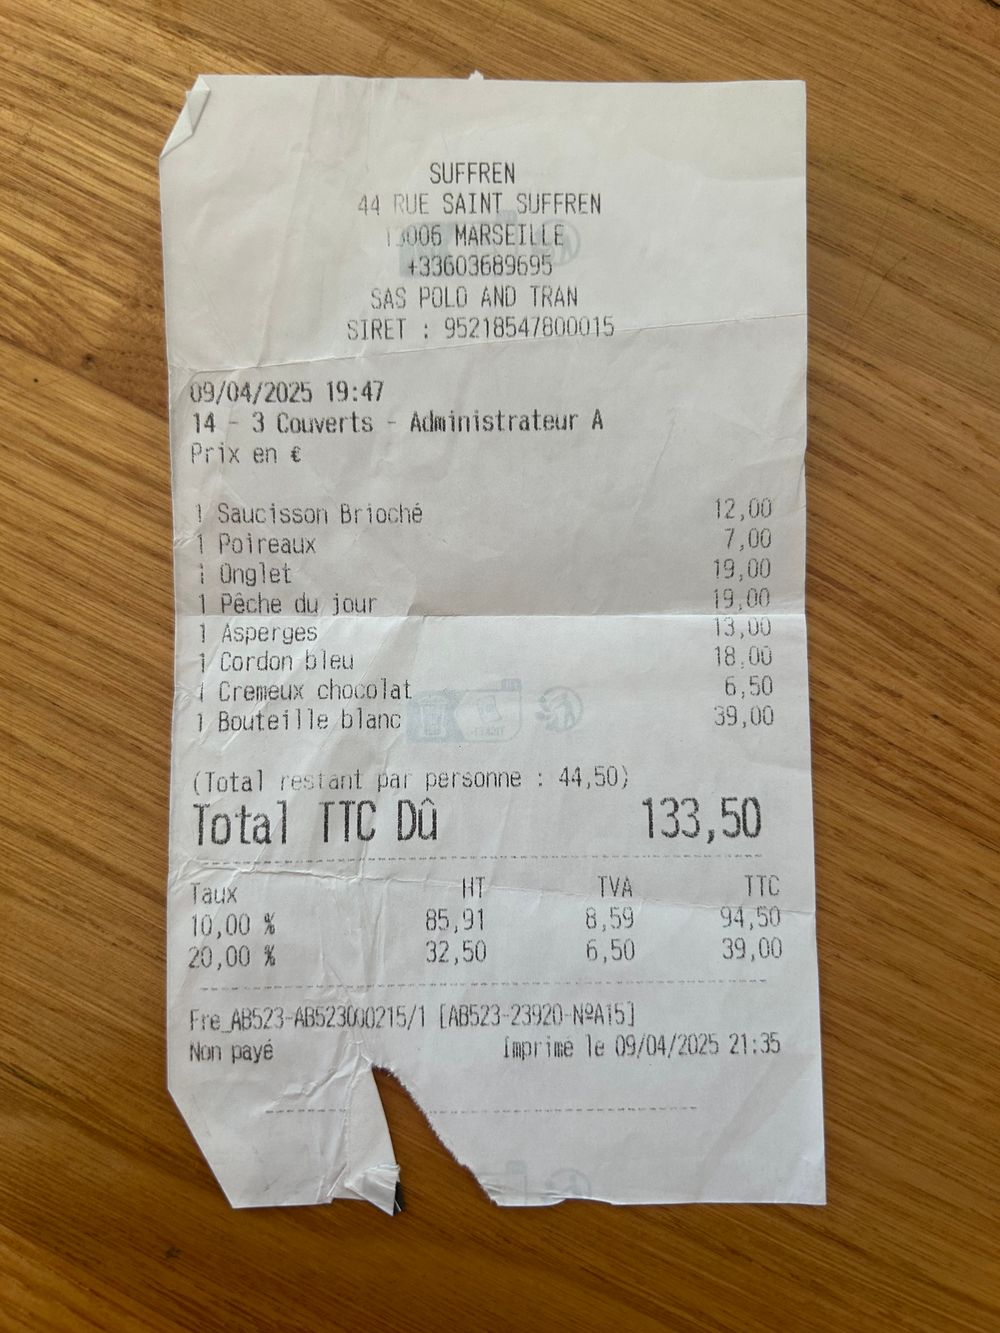 SUFFREN
44 RUE SAINT SUFFREN
13006 MARSEILLE
+33603689695
SAS POLO AND TRAN
SIRET : 95218547800015
09/04/2025 19:47
14 - 3 Couverts - Administrateur A
Prix en €
1 Saucisson Brioché 12,00
1 Poireaux 7,00
1 Onglet 19,00
1 Pêche du jour 19,00
1 Asperges 13,00
1 Cordon bleu 18,00
1 Cremeux chocolat 6,50
1 Bouteille blanc 39,00
(Total restant par personne : 44,50)
Total TTC Dû 133,50
Taux HT TVA TTC
10,00 % 85,91 8,59 94,50
20,00 % 32,50 6,50 39,00
Fre_AB523-AB523000215/1 [AB523-23920-NºA15]
Non payé Imprimé le 09/04/2025 21:35